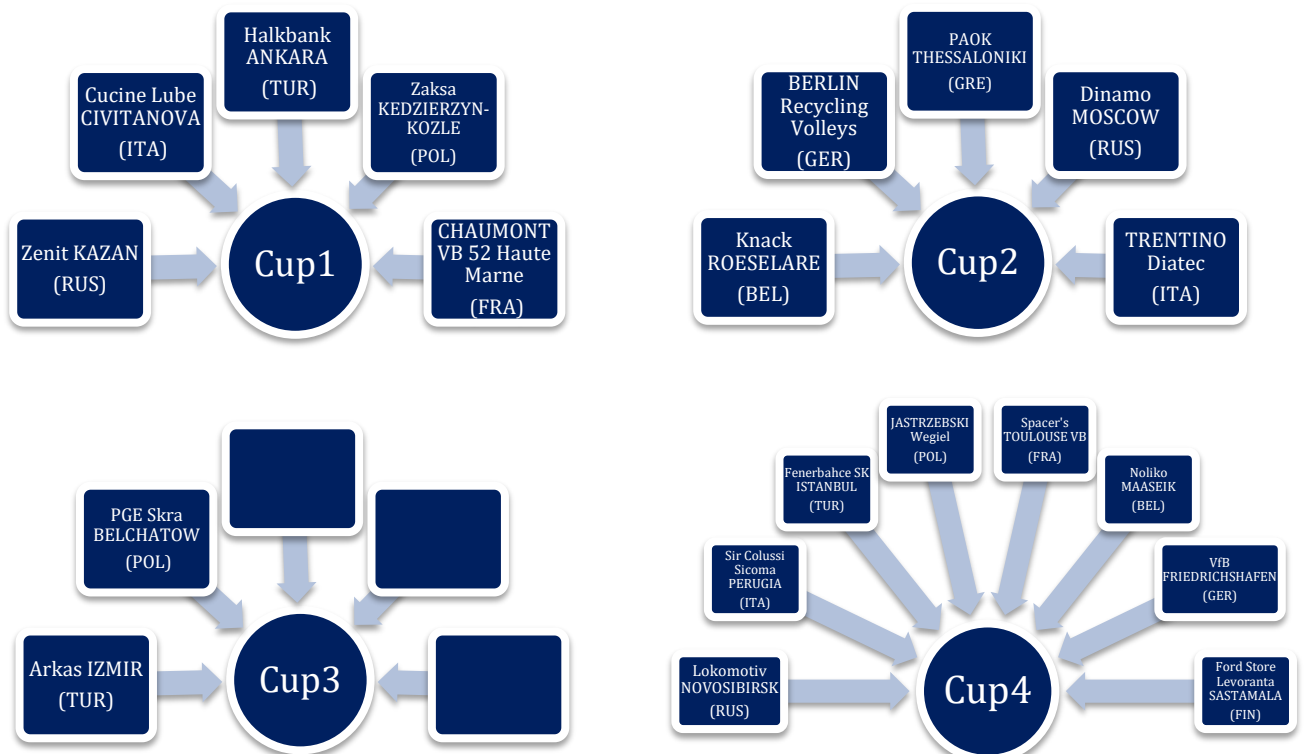 Halkbank
ANKARA
(TUR)
Cucine Lube
CIVITANOVA
(ITA)
Zaksa
KEDZIERZYN-
KOZLE
(POL)
Zenit KAZAN
(RUS)
Cup1
CHAUMONT
VB 52 Haute
Marne
(FRA)
PAOK
THESSALONIKI
(GRE)
BERLIN
Recycling
Volleys
(GER)
Dinamo
MOSCOW
(RUS)
Knack
ROESELARE
(BEL)
Cup2
TRENTINO
Diatec
(ITA)
PGE Skra
BELCHATOW
(POL)
Arkas IZMIR
(TUR)
Cup3
JASTRZEBSKI
Wegiel
(POL)
Spacer's
TOULOUSE VB
(FRA)
Fenerbahce SK
ISTANBUL
(TUR)
Noliko
MAASEIK
(BEL)
Sir Colussi
Sicoma
PERUGIA
(ITA)
VfB
FRIEDRICHSHAFEN
(GER)
Lokomotiv
NOVOSIBIRSK
(RUS)
Cup4
Ford Store
Levoranta
SASTAMALA
(FIN)